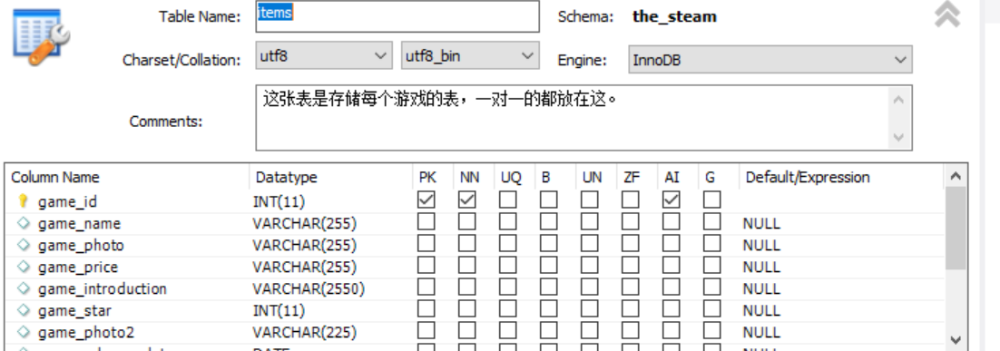 Table Name: items Schema: the_steam
Charset/Collation: utf8 utf8_bin Engine: InnoDB
Comments: 这张表是存储每个游戏的表，一对一的都放在这。
Column Name Datatype PK NN UQ B UN ZF AI G Default/Expression
game_id INT(11)
game_name VARCHAR(255) NULL
game_photo VARCHAR(255) NULL
game_price VARCHAR(255) NULL
game_introduction VARCHAR(2550) NULL
game_star INT(11) NULL
game_photo2 VARCHAR(225) NULL